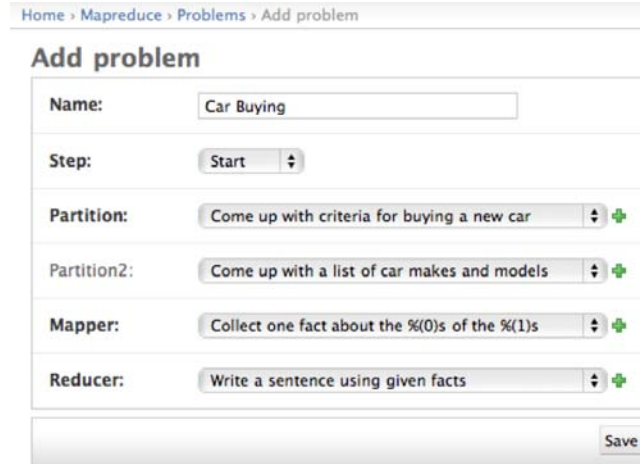 Home › Mapreduce › Problems › Add problem
Add problem
Name: Car Buying
Step: Start
Partition: Come up with criteria for buying a new car
Partition2: Come up with a list of car makes and models
Mapper: Collect one fact about the %(0)s of the %(1)s
Reducer: Write a sentence using given facts
Save